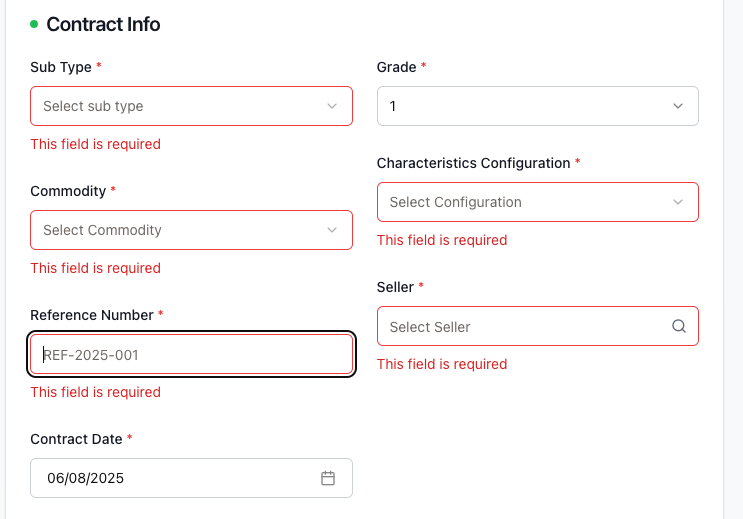 Contract Info
Sub Type *
Select sub type
This field is required
Commodity *
Select Commodity
This field is required
Reference Number *
REF-2025-001
This field is required
Contract Date *
06/08/2025
Grade *
1
Characteristics Configuration *
Select Configuration
This field is required
Seller *
Select Seller
This field is required